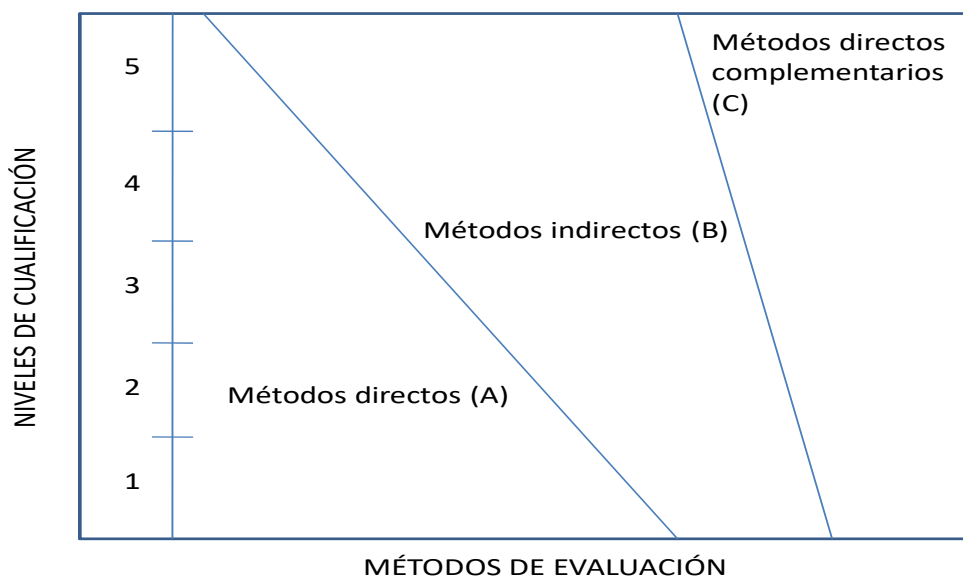 Métodos directos
complementarios
(C)
5
4
Métodos indirectos (B)
3
2
Métodos directos (A)
1
NIVELES DE CUALIFICACIÓN
MÉTODOS DE EVALUACIÓN